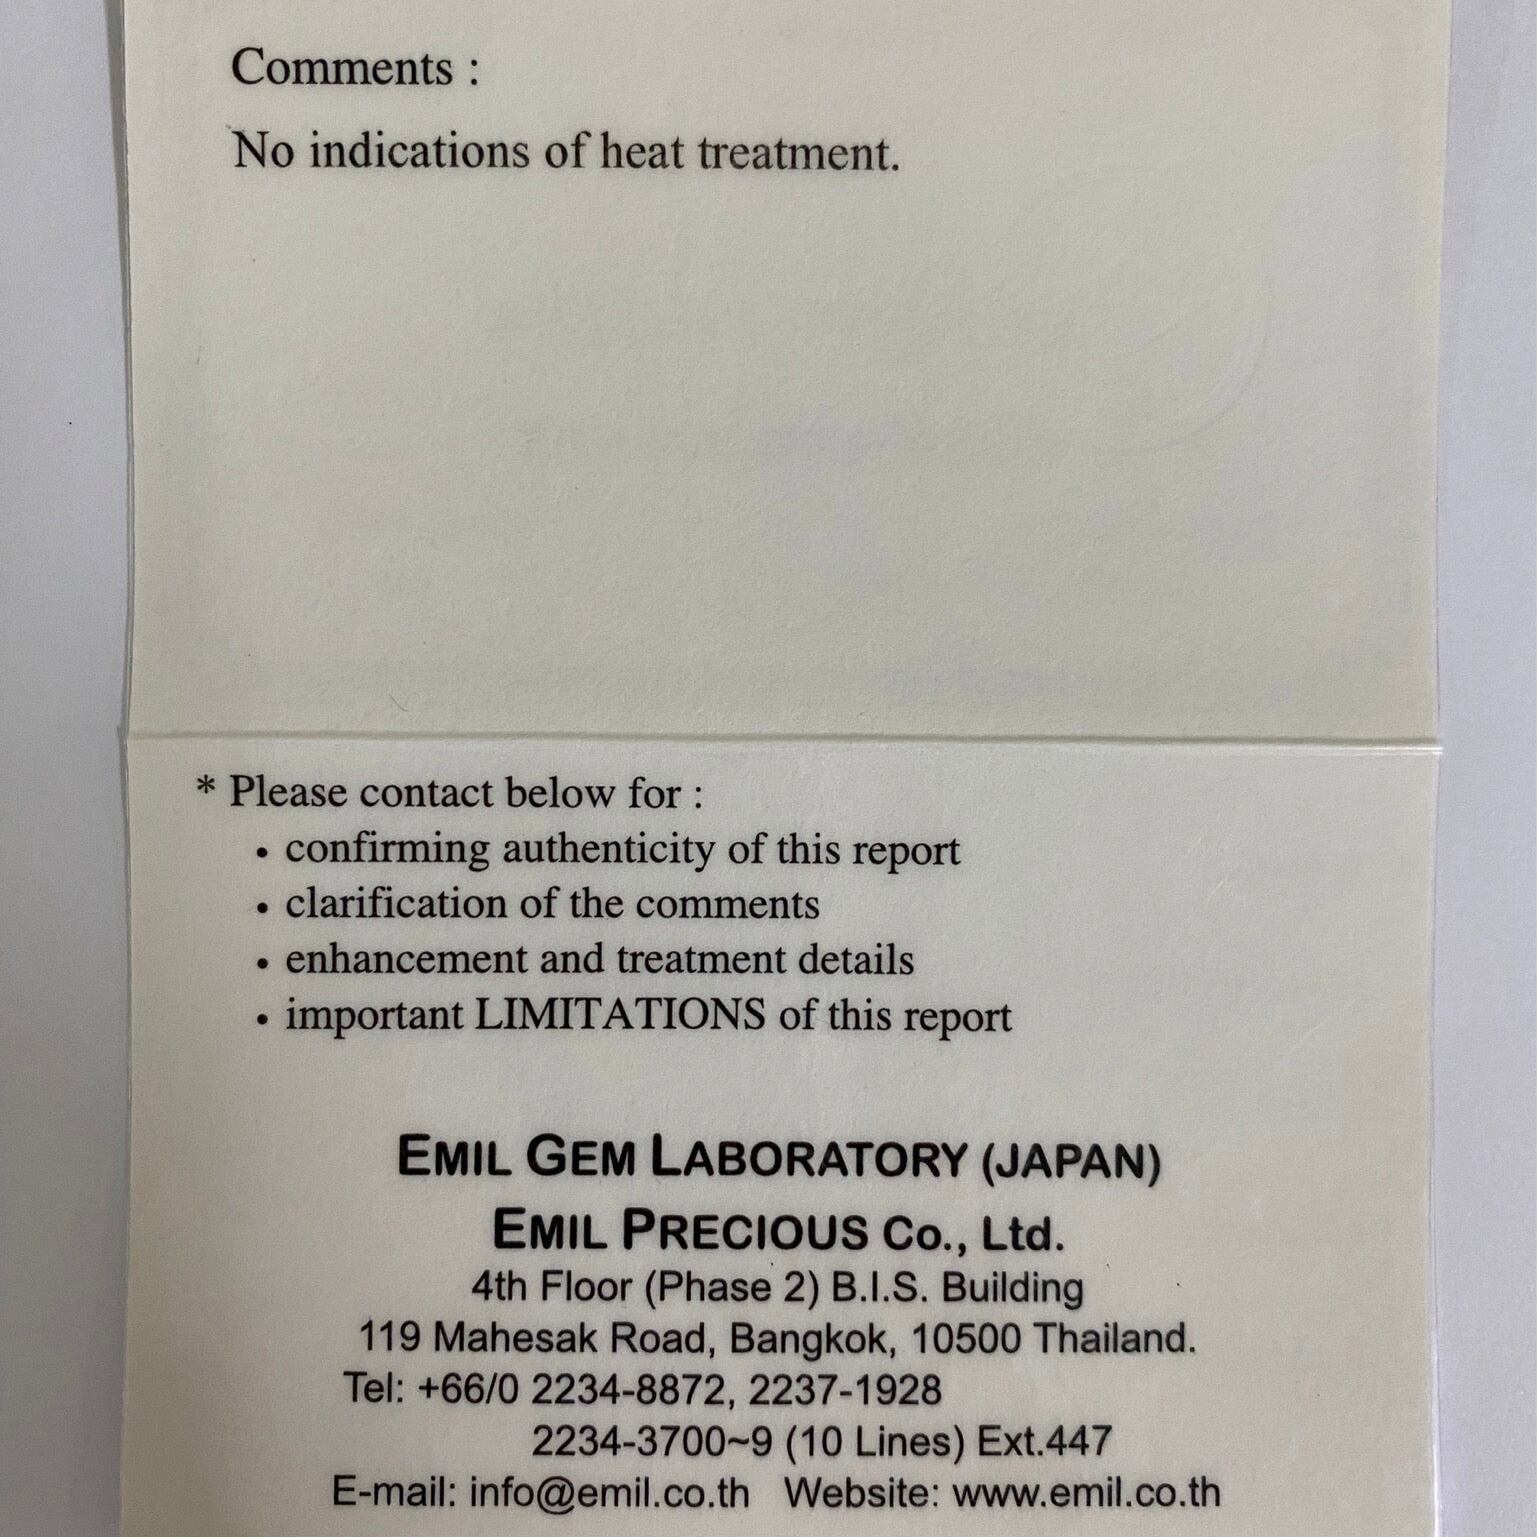 Comments :
No indications of heat treatment.
* Please contact below for :
• confirming authenticity of this report
• clarification of the comments
• enhancement and treatment details
• important LIMITATIONS of this report
EMIL GEM LABORATORY (JAPAN)
EMIL PRECIOUS Co., Ltd.
4th Floor (Phase 2) B.I.S. Building
119 Mahesak Road, Bangkok, 10500 Thailand.
Tel: +66/0 2234-8872, 2237-1928
2234-3700~9 (10 Lines) Ext.447
E-mail: info@emil.co.th Website: www.emil.co.th